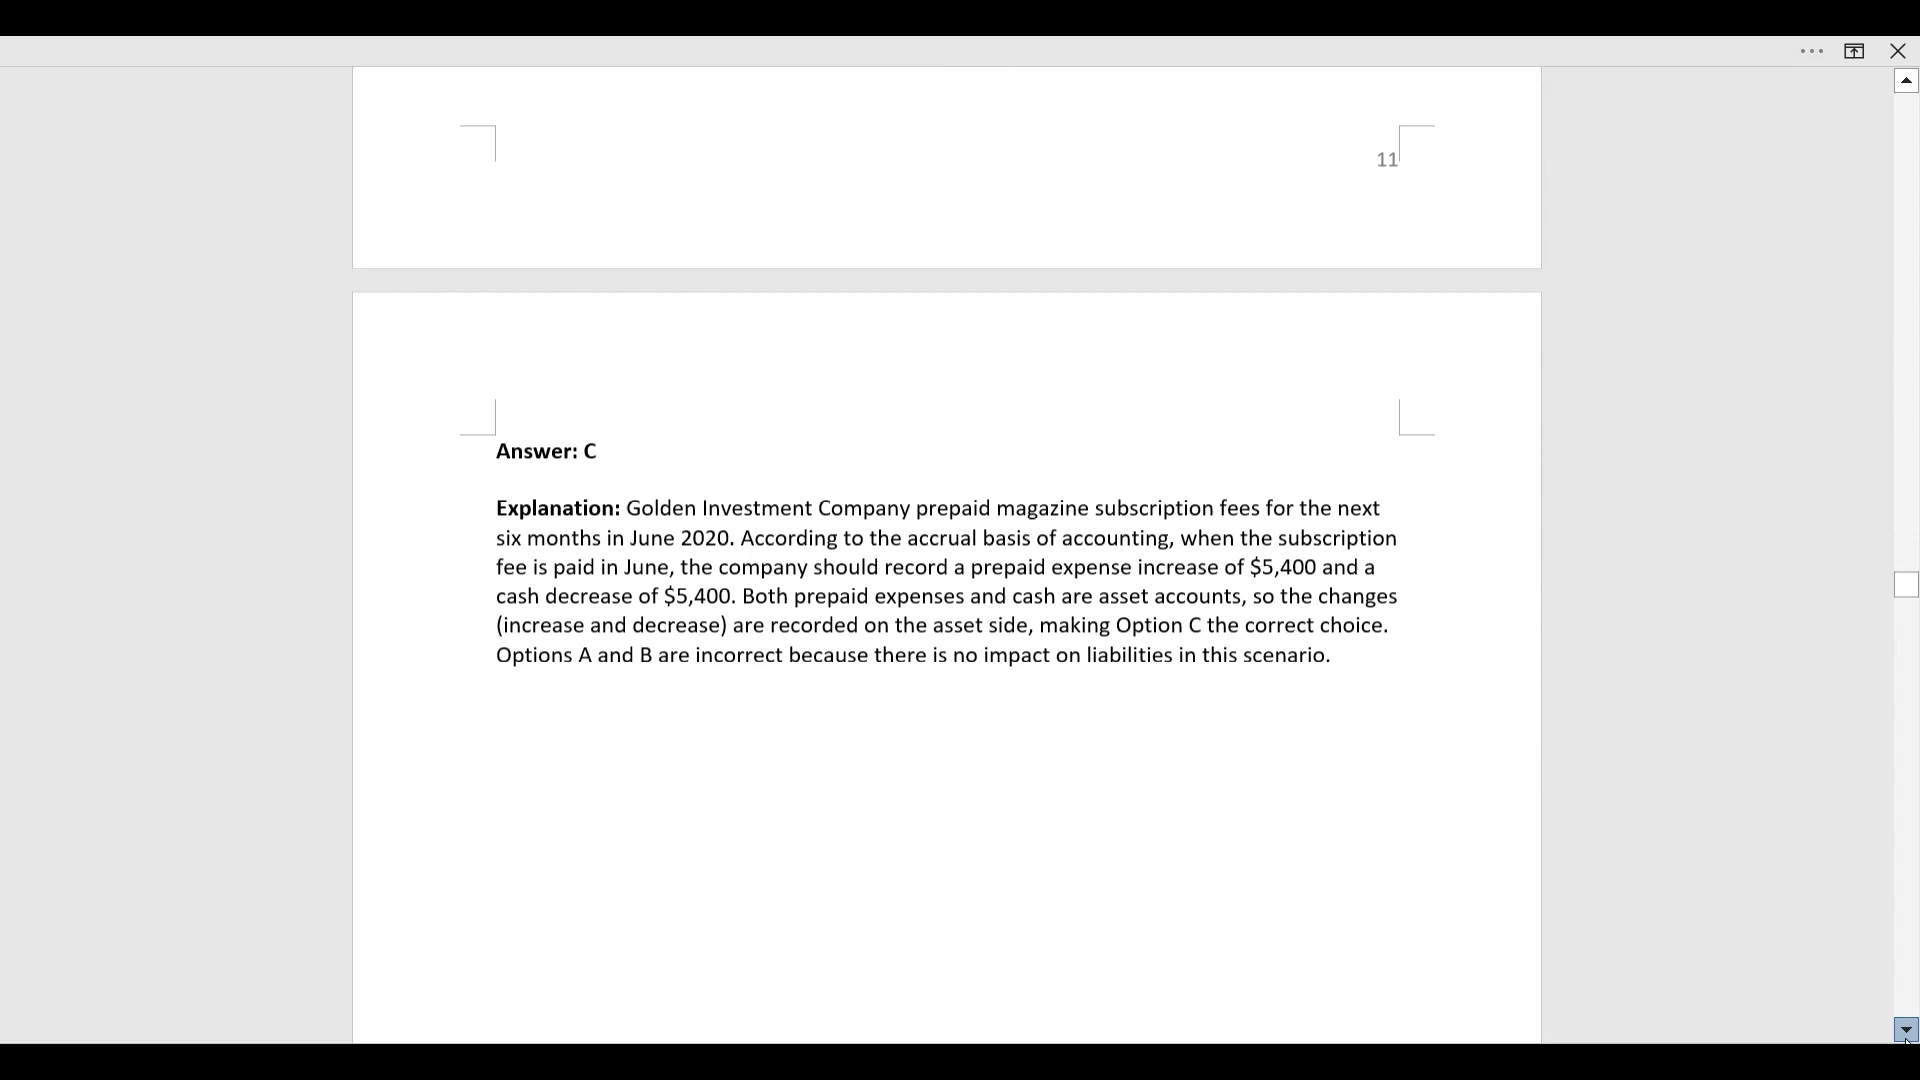 11
Answer: C
Explanation: Golden Investment Company prepaid magazine subscription fees for the next
six months in June 2020. According to the accrual basis of accounting, when the subscription
fee is paid in June, the company should record a prepaid expense increase of $5,400 and a
cash decrease of $5,400. Both prepaid expenses and cash are asset accounts, so the changes
(increase and decrease) are recorded on the asset side, making Option C the correct choice.
Options A and B are incorrect because there is no impact on liabilities in this scenario.